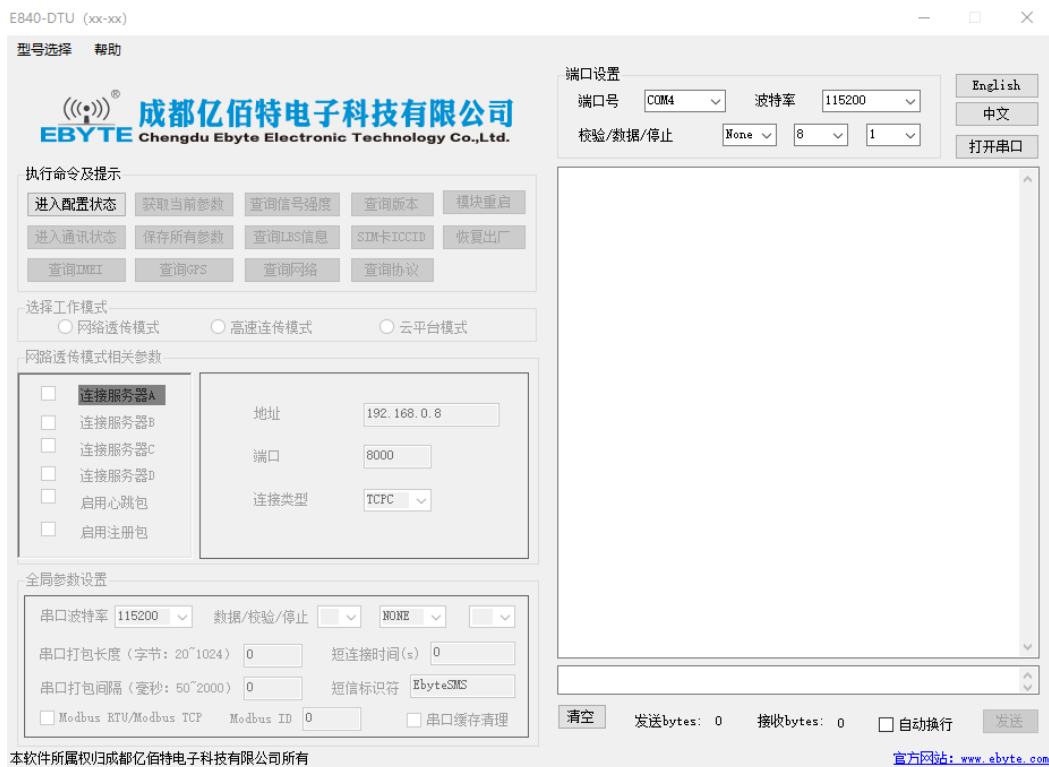 E840-DTU (xx-xx)
型号选择 帮助
EBYTE ®
成都亿佰特电子科技有限公司
Chengdu Ebyte Electronic Technology Co.,Ltd.
端口设置
端口号 COM4 波特率 115200
校验/数据/停止 None 8 1
English
中文
打开串口
执行命令及提示
进入配置状态 获取当前参数 查询信号强度 查询版本 模块重启
进入通讯状态 保存所有参数 查询LBS信息 SIM卡ICCID 恢复出厂
查询IMEI 查询GPS 查询网络 查询协议
选择工作模式
网络透传模式 高速连传模式 云平台模式
网路透传模式相关参数
连接服务器A
连接服务器B
连接服务器C
连接服务器D
启用心跳包
启用注册包
地址 192.168.0.8
端口 8000
连接类型 TCPC
全局参数设置
串口波特率 115200 数据/校验/停止 NONE
串口打包长度(字节: 20~1024) 0 短连接时间(s) 0
串口打包间隔(毫秒: 50~2000) 0 短信标识符 EbyteSMS
Modbus RTU/Modbus TCP Modbus ID 0 串口缓存清理
清空 发送bytes: 0 接收bytes: 0 自动换行 发送
本软件所属权归成都亿佰特电子科技有限公司所有
官方网站: www.ebyte.com